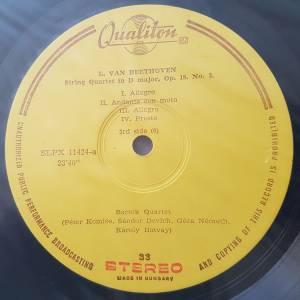 Qualiton
L. VAN BEETHOVEN
String Quartet in D major, Op. 18, No. 3.
I. Allegro
II. Andante con moto
III. Allegro
IV. Presto
3rd side (6)
SLPX 11424-a
23'40"
Bartók Quartet
(Péter Komlós, Sándor Devich, Géza Németh,
Károly Botvay)
33
STEREO
MADE IN HUNGARY
UNAUTHORIZED PUBLIC PERFORMANCE BROADCASTING
AND COPYING OF THIS RECORD PROHIBITED